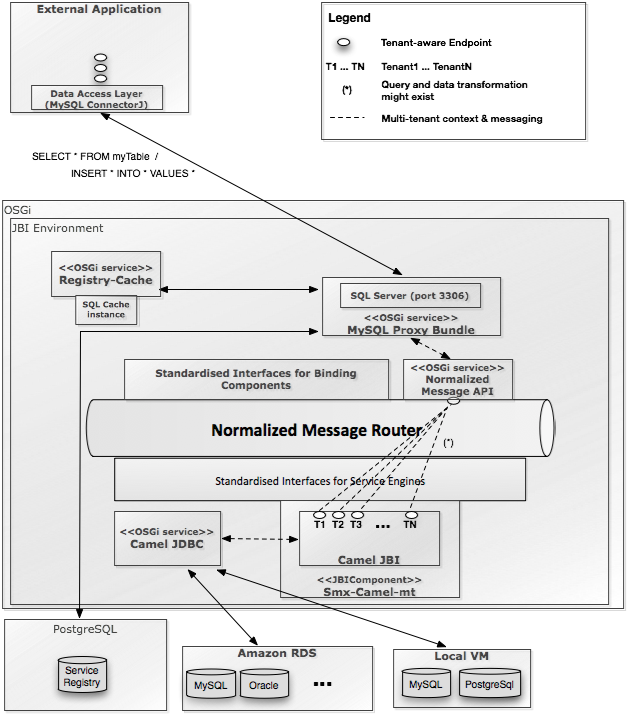 External Application
Data Access Layer
(MySQL ConnectorJ)
Legend
Tenant-aware Endpoint
T1 ... TN
Tenant1 ... TenantN
(*)
Query and data transformation
might exist
Multi-tenant context & messaging
SELECT * FROM myTable /
INSERT * INTO * VALUES *
OSGi
JBI Environment
<<OSGi service>>
Registry-Cache
SQL Cache
instance
SQL Server (port 3306)
<<OSGi service>>
MySQL Proxy Bundle
Standardised Interfaces for Binding
Components
<<OSGi service>>
Normalized
Message API
Normalized Message Router
(*)
Standardised Interfaces for Service Engines
T1 T2 T3 ... TN
Camel JBI
<<OSGi service>>
Camel JDBC
<<JBIComponent>>
Smx-Camel-mt
PostgreSQL
Service
Registry
Amazon RDS
MySQL
Oracle
...
Local VM
MySQL
PostgreSql